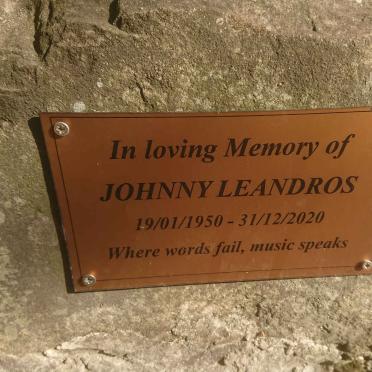 In loving Memory of
JOHNNY LEANDROS
19/01/1950 - 31/12/2020
Where words fail, music speaks